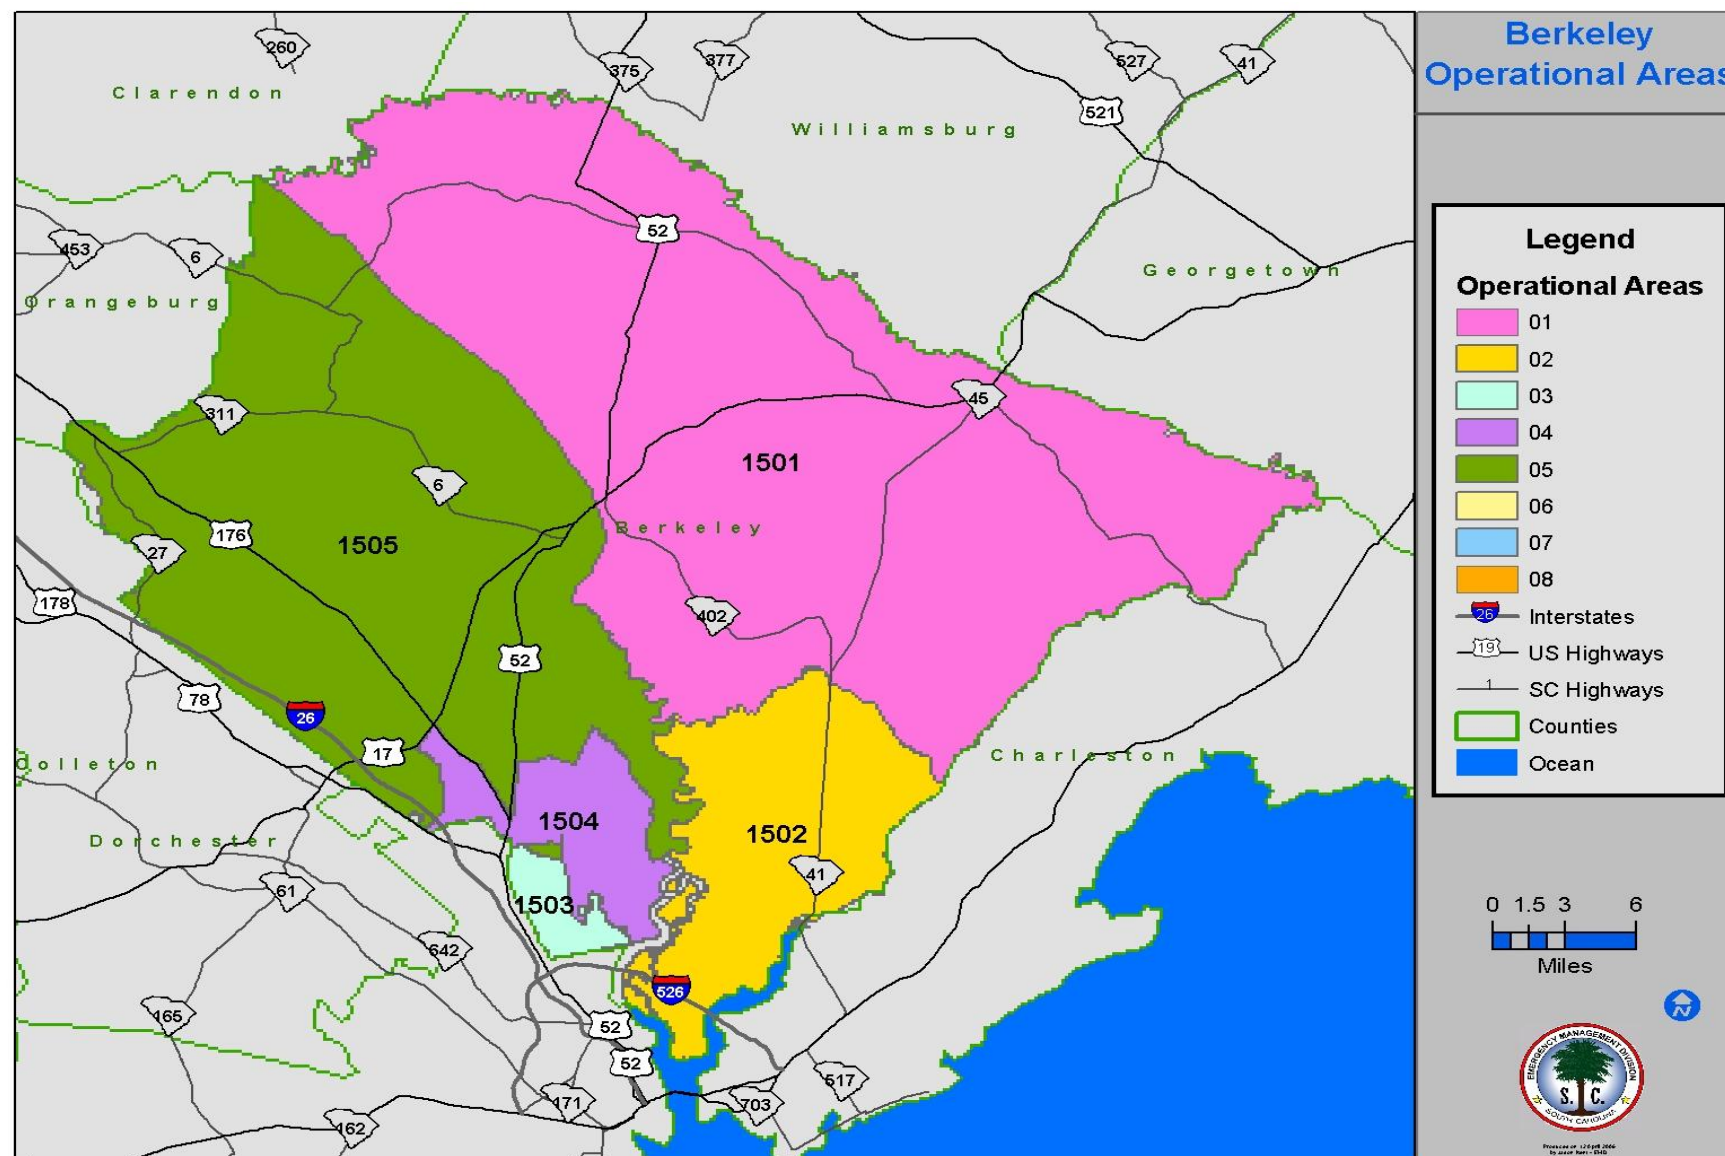 Berkeley
Operational Areas
260
375
377
527
41
Clarendon
521
Williamsburg
52
453
6
Orangeburg
Georgetown
45
311
1501
6
176
Berkeley
1505
27
178
402
52
78
26
17
Charleston
Colleton
1504
1502
Dorchester
41
61
1503
642
526
165
52
52
517
171
703
162
Legend
Operational Areas
01
02
03
04
05
06
07
08
26 Interstates
19 US Highways
1 SC Highways
Counties
Ocean
0 1.5 3 6
Miles
N
EMERGENCY MANAGEMENT DIVISION
S. C.
SOUTH CAROLINA